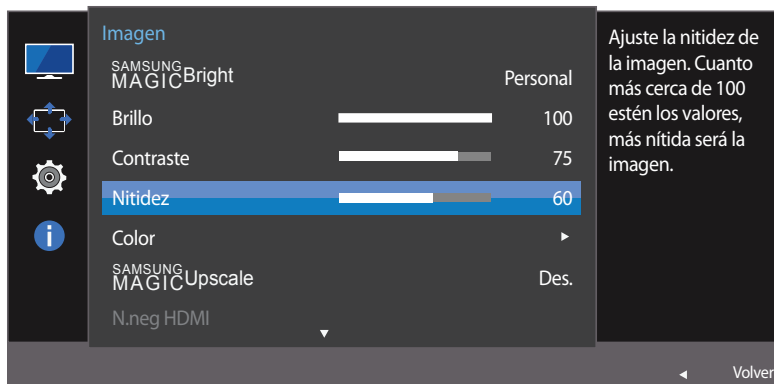 Imagen
SAMSUNG
MAGICBright Personal
Brillo 100
Contraste 75
Nitidez 60
Color
SAMSUNG
MAGICUpscale Des.
N.neg HDMI
Ajuste la nitidez de
la imagen. Cuanto
más cerca de 100
estén los valores,
más nítida será la
imagen.
Volver